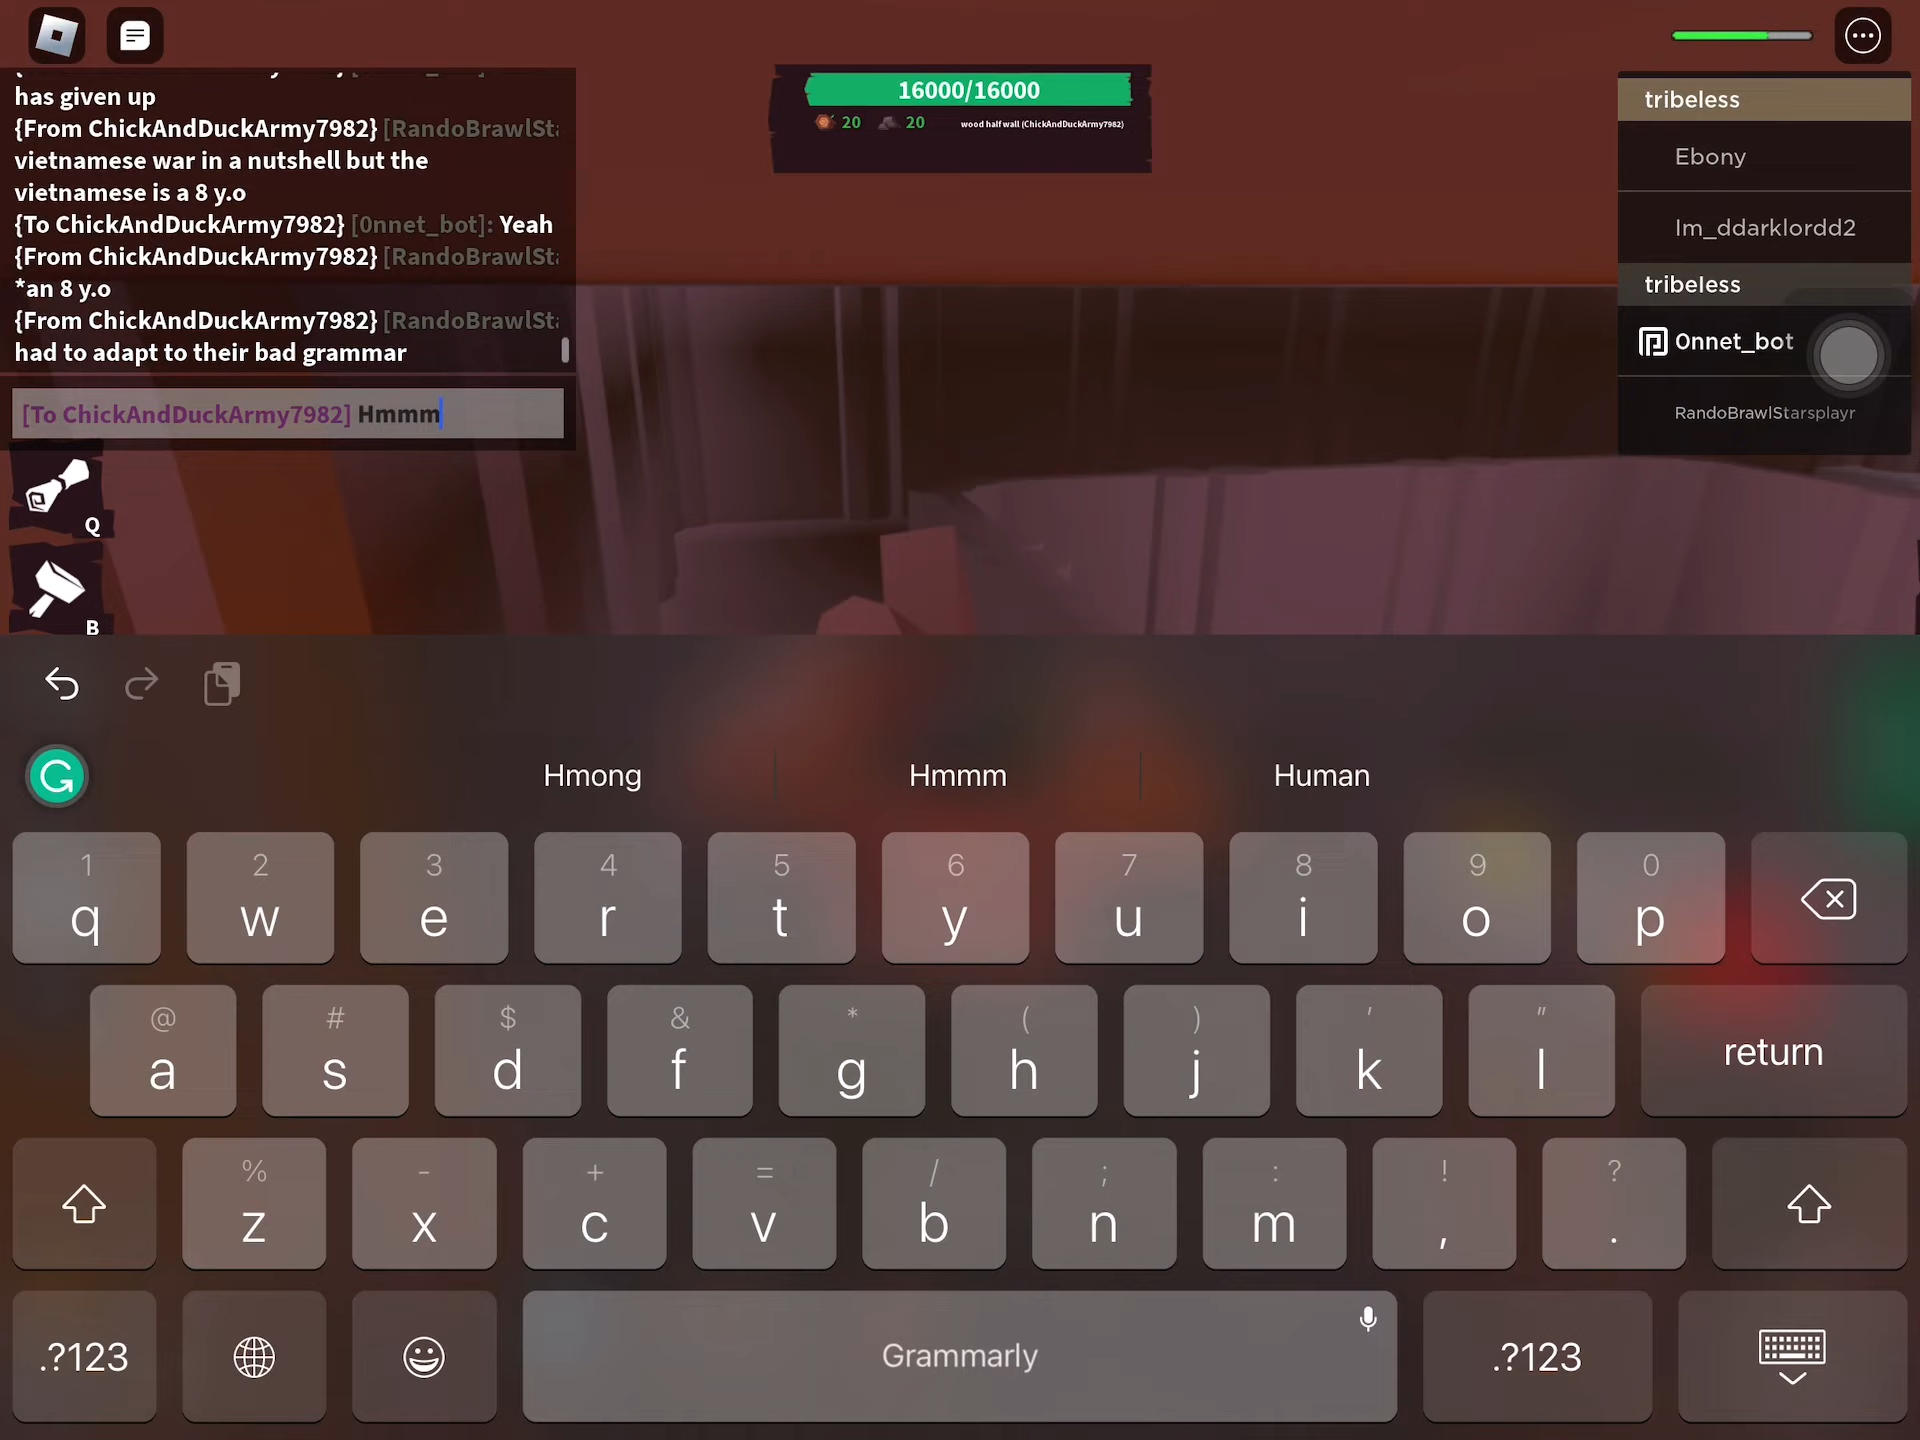 has given up
{From ChickAndDuckArmy7982} [RandoBrawlSta
vietnamese war in a nutshell but the
vietnamese is a 8 y.o
{To ChickAndDuckArmy7982} [0nnet_bot]: Yeah
{From ChickAndDuckArmy7982} [RandoBrawlSta
*an 8 y.o
{From ChickAndDuckArmy7982} [RandoBrawlSta
had to adapt to their bad grammar
[To ChickAndDuckArmy7982] Hmmm
16000/16000
20 20 wood half wall (ChickAndDuckArmy7982)
tribeless
Ebony
Im_ddarklordd2
tribeless
0nnet_bot
RandoBrawlStarsplayr
Q
B
Hmong Hmmm Human
1 2 3 4 5 6 7 8 9 0
q w e r t y u i o p
@ # $ & * ( ) ' "
a s d f g h j k l return
% - + = / ; : ! ?
z x c v b n m , .
.?123 Grammarly .?123